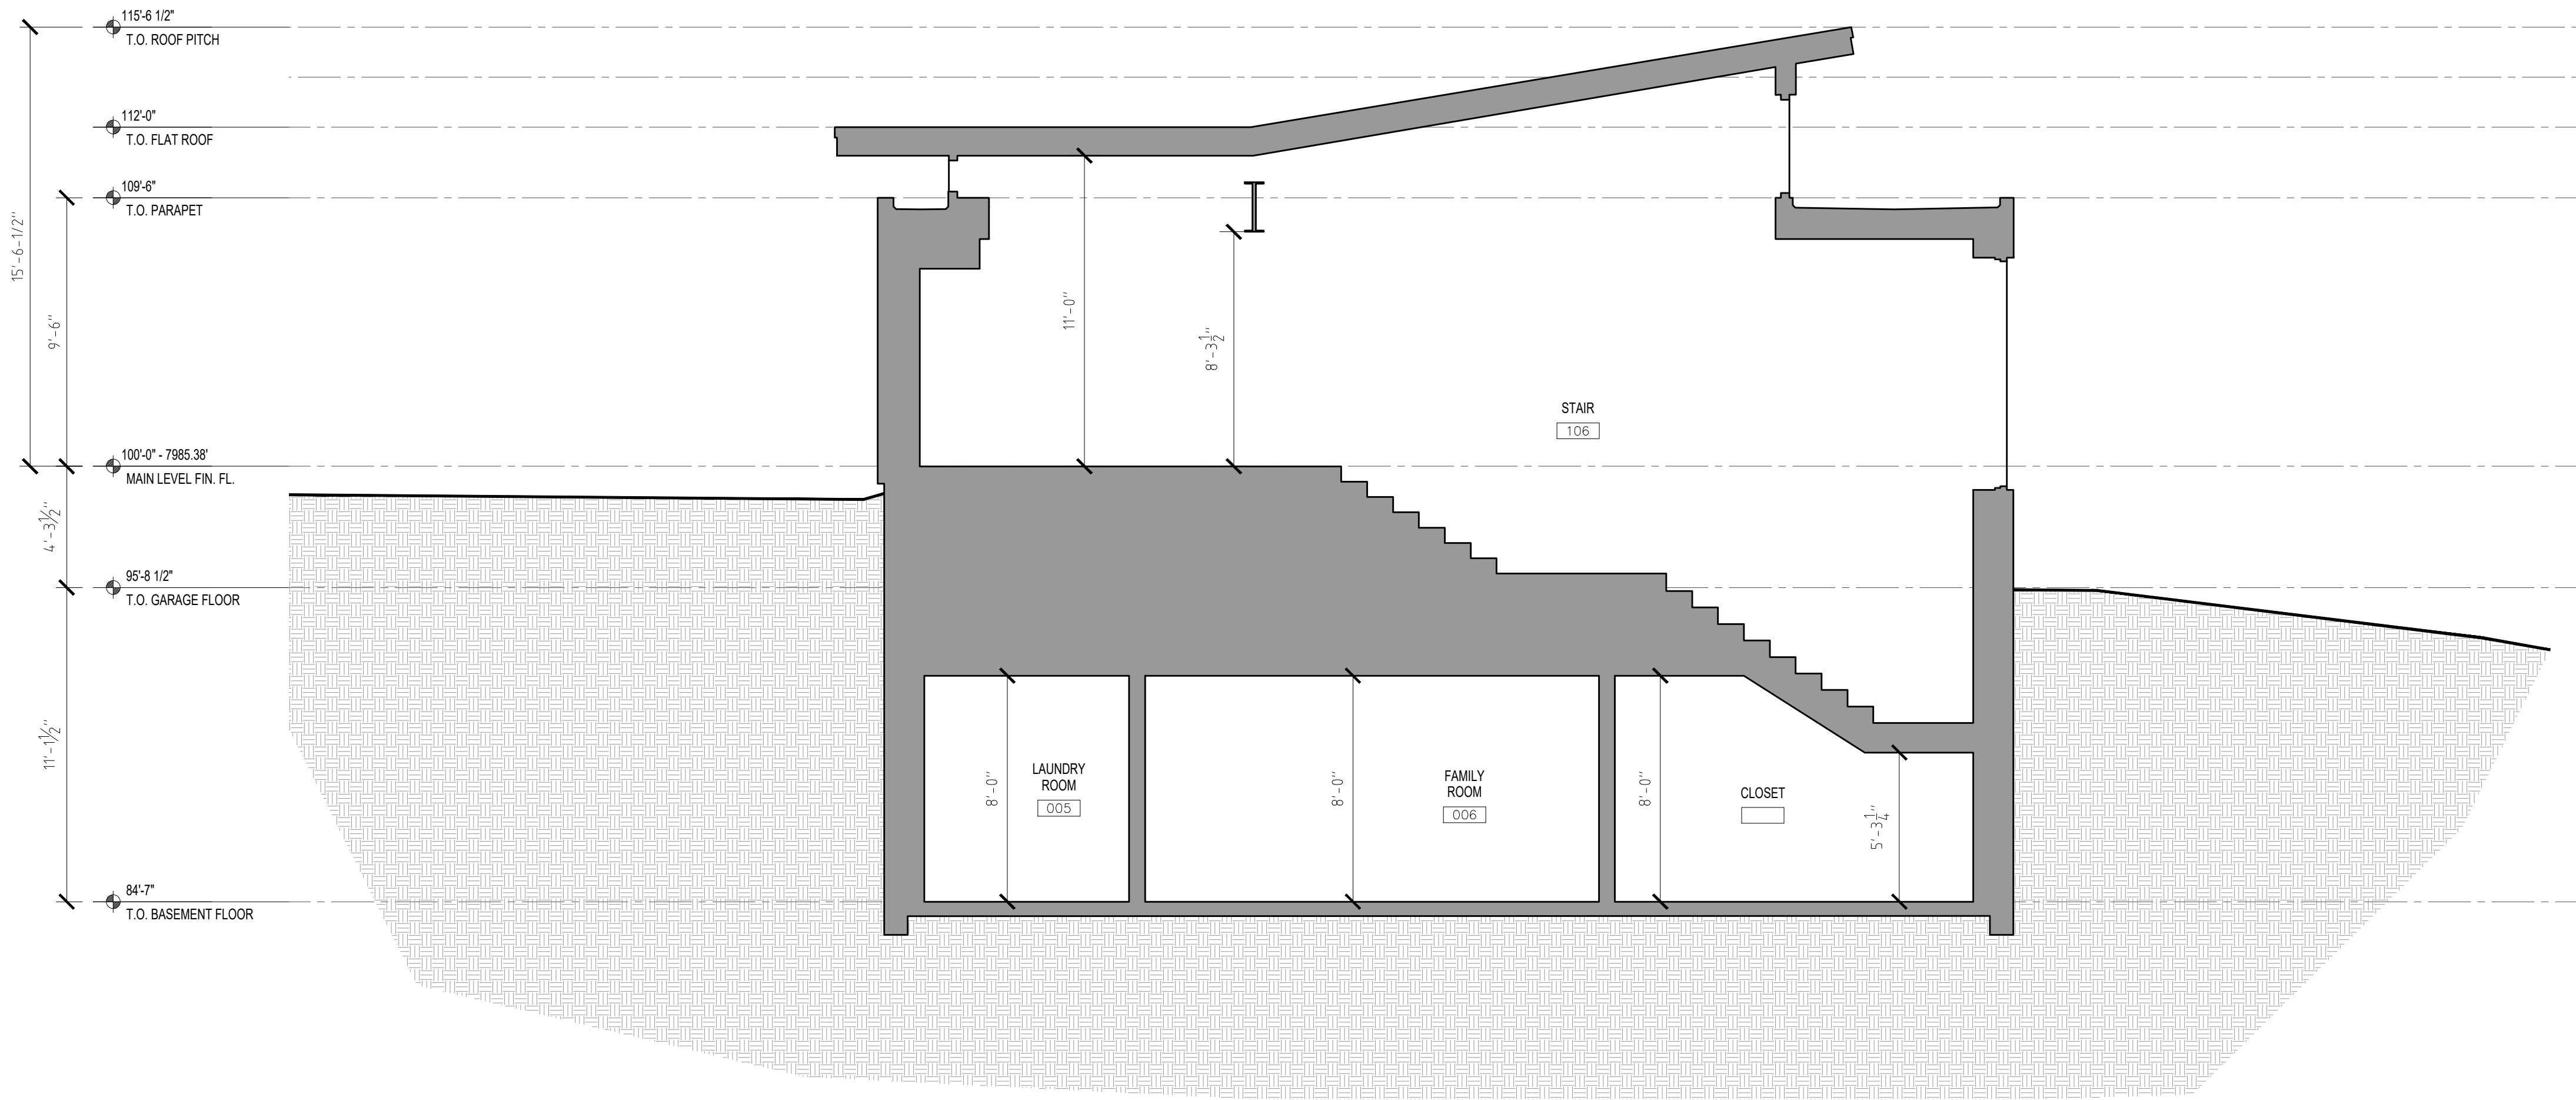 115'-6 1/2"
T.O. ROOF PITCH
112'-0"
T.O. FLAT ROOF
109'-6"
T.O. PARAPET
15'-6-1/2"
9'-6"
11'-0"
8'-3 1/2"
STAIR
106
100'-0" - 7985.38'
MAIN LEVEL FIN. FL.
4'-3 1/2"
95'-8 1/2"
T.O. GARAGE FLOOR
11'-1 1/2"
8'-0"
LAUNDRY
ROOM
005
8'-0"
FAMILY
ROOM
006
8'-0"
CLOSET
5'-3 1/4"
84'-7"
T.O. BASEMENT FLOOR